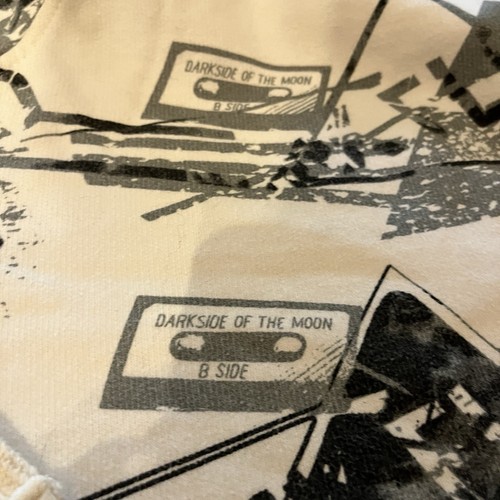 DARKSIDE OF THE MOON
B SIDE
DARKSIDE OF THE MOON
B SIDE